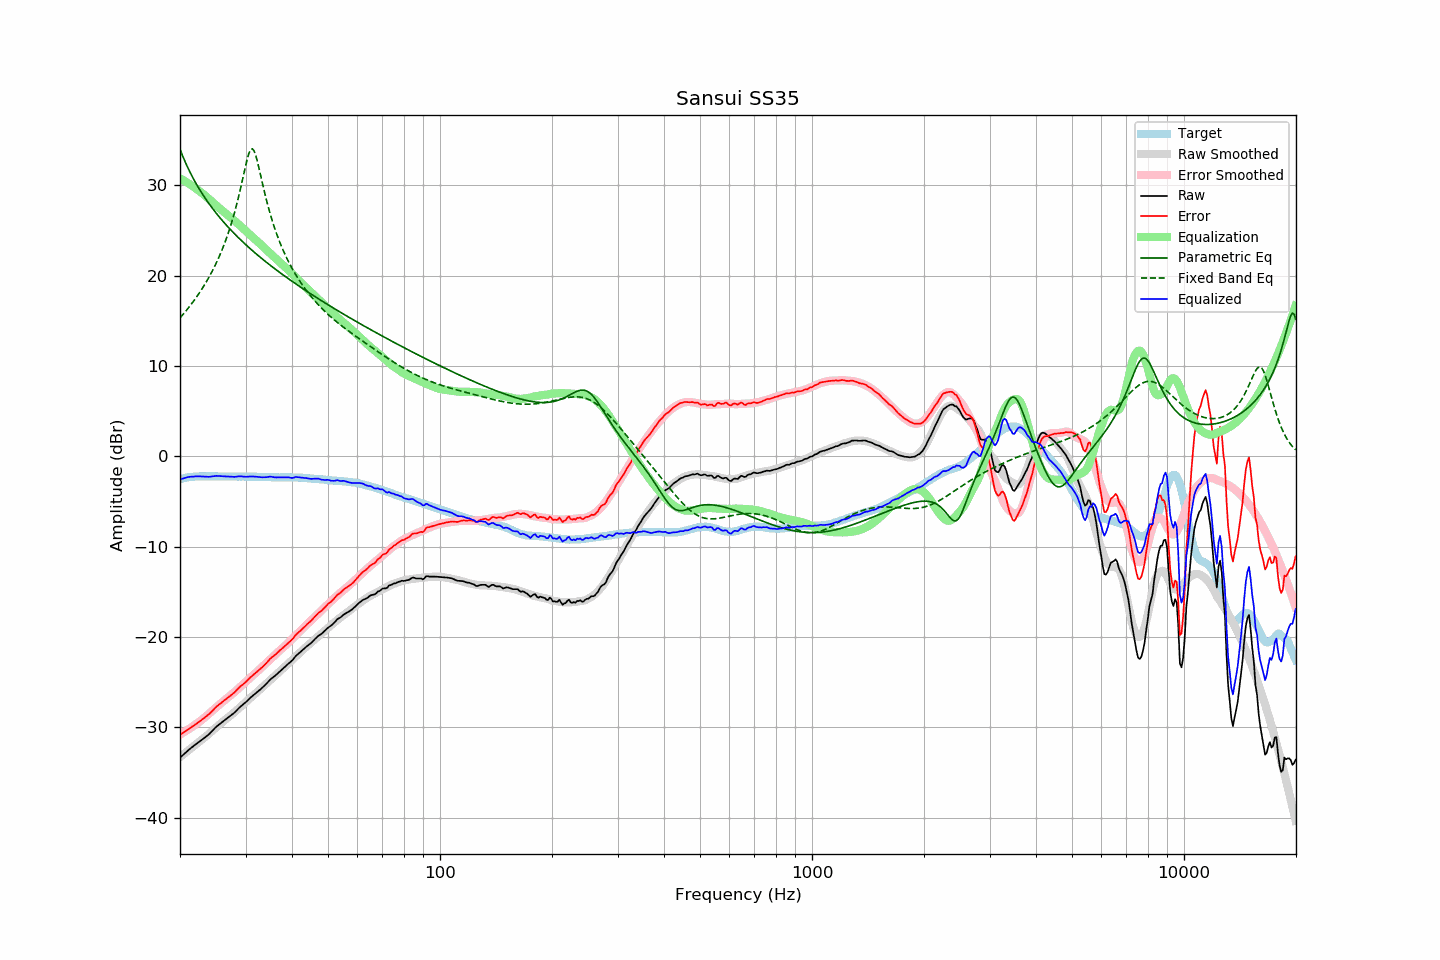 Sansui SS35
Target
Raw Smoothed
Error Smoothed
Raw
Error
Equalization
Parametric Eq
Fixed Band Eq
Equalized
30
20
10
0
−10
−20
−30
−40
Amplitude (dBr)
100
1000
10000
Frequency (Hz)